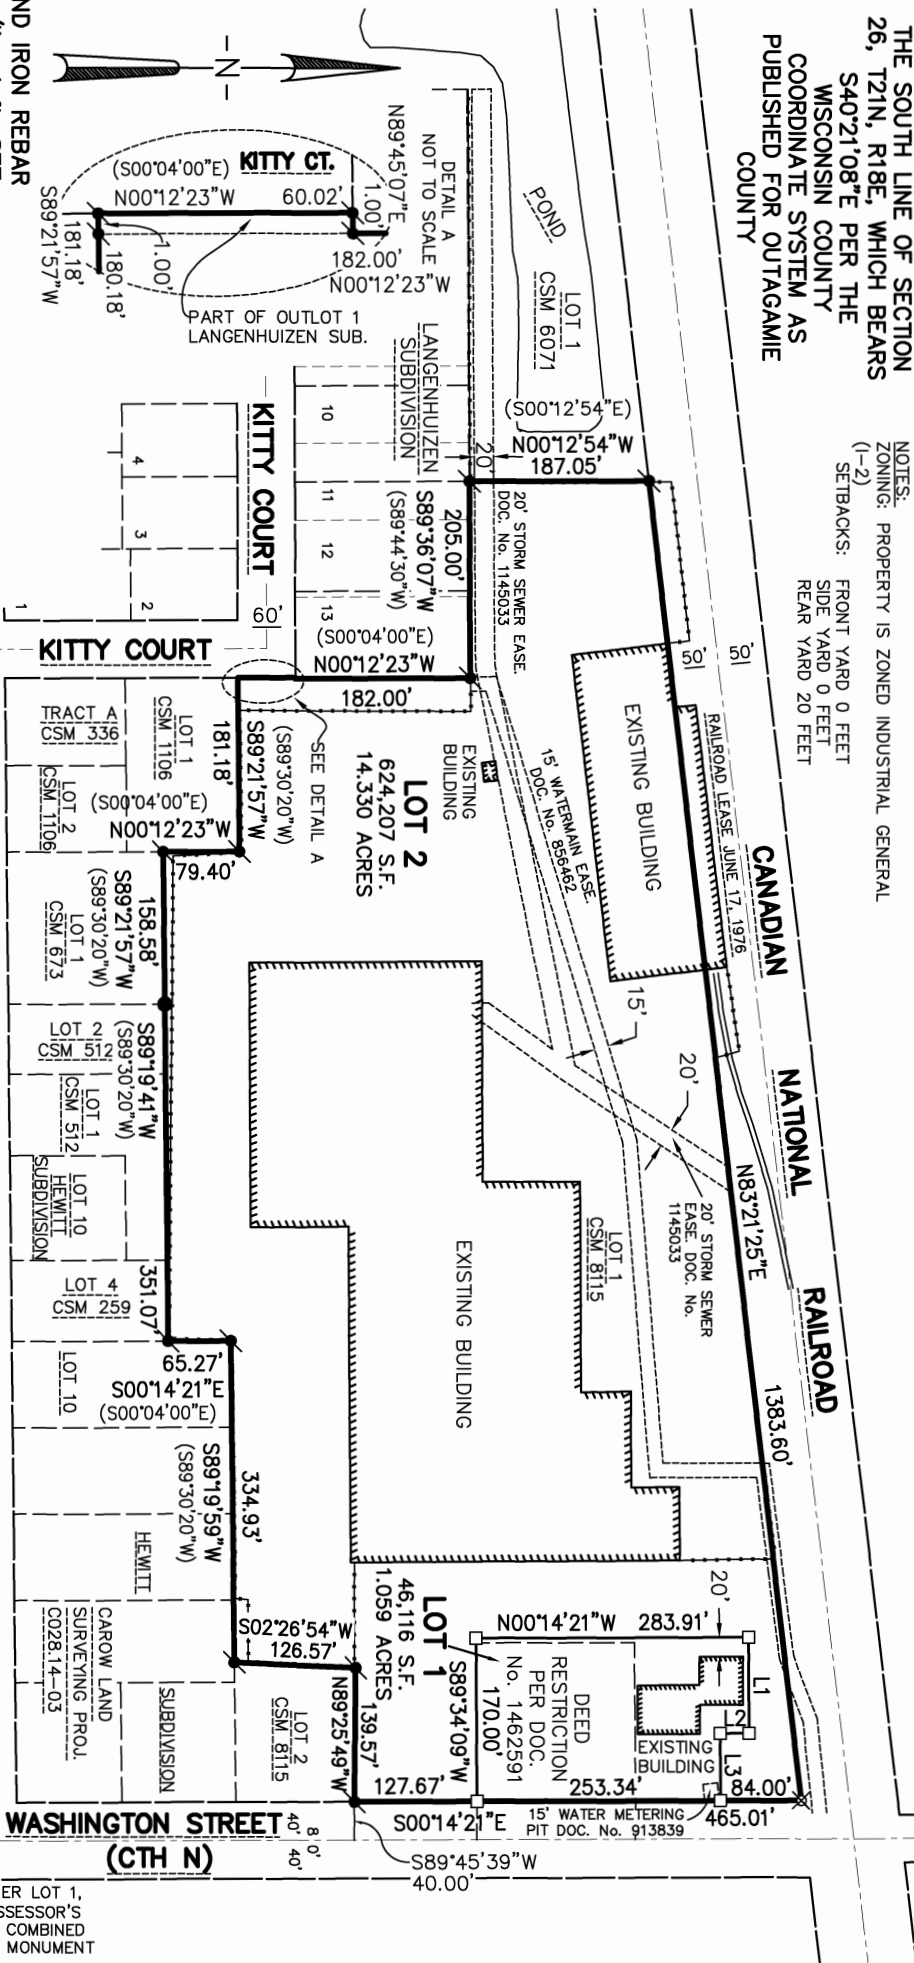 THE SOUTH LINE OF SECTION
26, T21N, R18E, WHICH BEARS
S40°21'08"E PER THE
WISCONSIN COUNTY
COORDINATE SYSTEM AS
PUBLISHED FOR OUTAGAMIE
COUNTY
NOTES:
ZONING: PROPERTY IS ZONED INDUSTRIAL GENERAL
(I-2)
SETBACKS: FRONT YARD 0 FEET
SIDE YARD 0 FEET
REAR YARD 20 FEET
-N-
ND IRON REBAR
DETAIL A
NOT TO SCALE
N89°45'07"E
1.00'
KITTY CT.
(S00°04'00"E)
N00°12'23"W
60.02'
182.00'
N00°12'23"W
1.00'
180.18'
181.18'
S89°21'57"W
PART OF OUTLOT 1
LANGENHUIZEN SUB.
POND
LOT 1
CSM 6071
(S00°12'54"E)
N00°12'54"W
187.05'
20'
LANGENHUIZEN
SUBDIVISION
10
11
12
13
205.00'
S89°36'07"W
(S89°44'30"W)
20' STORM SEWER EASE.
DOC. No. 1145033
KITTY COURT
4
3
2
1
60'
KITTY COURT
(S00°04'00"E)
N00°12'23"W
182.00'
SEE DETAIL A
(S89°30'20"W)
S89°21'57"W
181.18'
50'
50'
RAILROAD LEASE JUNE 17, 1976
EXISTING BUILDING
EXISTING
BUILDING
15' WATERMAIN EASE.
DOC. No. 856462
LOT 2
624,207 S.F.
14.330 ACRES
CANADIAN
NATIONAL
RAILROAD
TRACT A
CSM 336
LOT 1
CSM 1106
LOT 2
CSM 1106
(S00°04'00"E)
N00°12'23"W
79.40'
158.58'
S89°21'57"W
(S89°30'20"W)
LOT 1
CSM 673
S89°19'41"W
(S89°30'20"W)
LOT 2
CSM 512
LOT 1
CSM 512
LOT 10
HEWITT
SUBDIVISION
351.07'
LOT 4
CSM 259
65.27'
S00°14'21"E
(S00°04'00"E)
LOT 10
15'
20'
N83°21'25"E
1383.60'
20' STORM SEWER
EASE. DOC. No.
1145033
LOT 1
CSM 8115
EXISTING BUILDING
334.93'
S89°19'59"W
(S89°30'20"W)
HEWITT
SUBDIVISION
CAROW LAND
SURVEYING PROJ.
C028.14-03
S02°26'54"W
126.57'
LOT 2
CSM 8115
139.57'
N89°25'49"W
LOT 1
46,116 S.F.
1.059 ACRES
20'
N00°14'21"W 283.91'
L1
L2
L3
S89°34'09"W
170.00'
DEED
RESTRICTION
PER DOC.
No. 1462591
EXISTING
BUILDING
127.67'
253.34'
84.00'
S00°14'21"E
465.01'
15' WATER METERING
PIT DOC. No. 913839
WASHINGTON STREET
(CTH N)
40'
80'
40'
S89°45'39"W
40.00'
ER LOT 1,
SSESSOR'S
COMBINED
MONUMENT